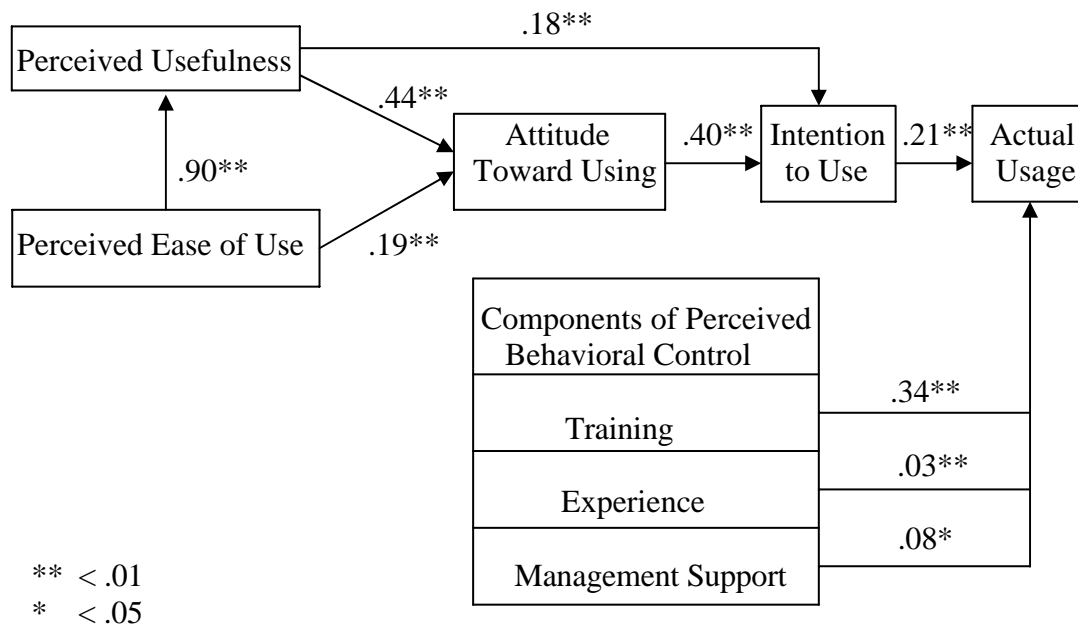 .18**
Perceived Usefulness
.44**
Attitude
Toward Using
.40**
Intention
to Use
.21**
Actual
Usage
.90**
Perceived Ease of Use
.19**
Components of Perceived
Behavioral Control
.34**
Training
.03**
Experience
.08*
Management Support
** < .01
* < .05